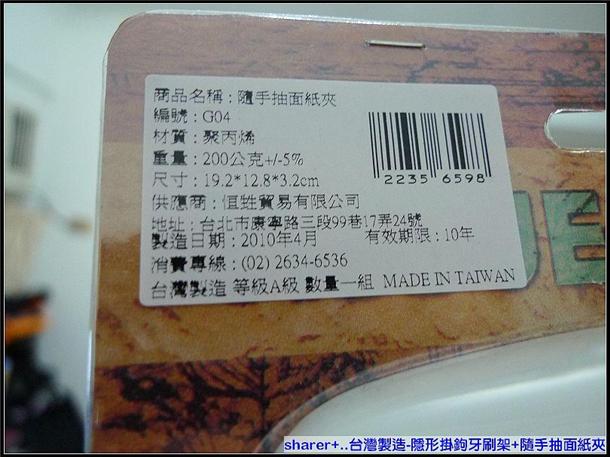 商品名稱：隨手抽面紙夾
編號：G04
材質：聚丙烯
重量：200公克+/-5%
尺寸：19.2*12.8*3.2cm
供應商：恒甡貿易有限公司
地址：台北市康寧路三段99巷17弄24號
製造日期：2010年4月 有效期限：10年
消費專線：(02) 2634-6536
台灣製造 等級A級 數量一組 MADE IN TAIWAN
2235 6598
sharer+..台灣製造-隱形掛鉤牙刷架+隨手抽面紙夾